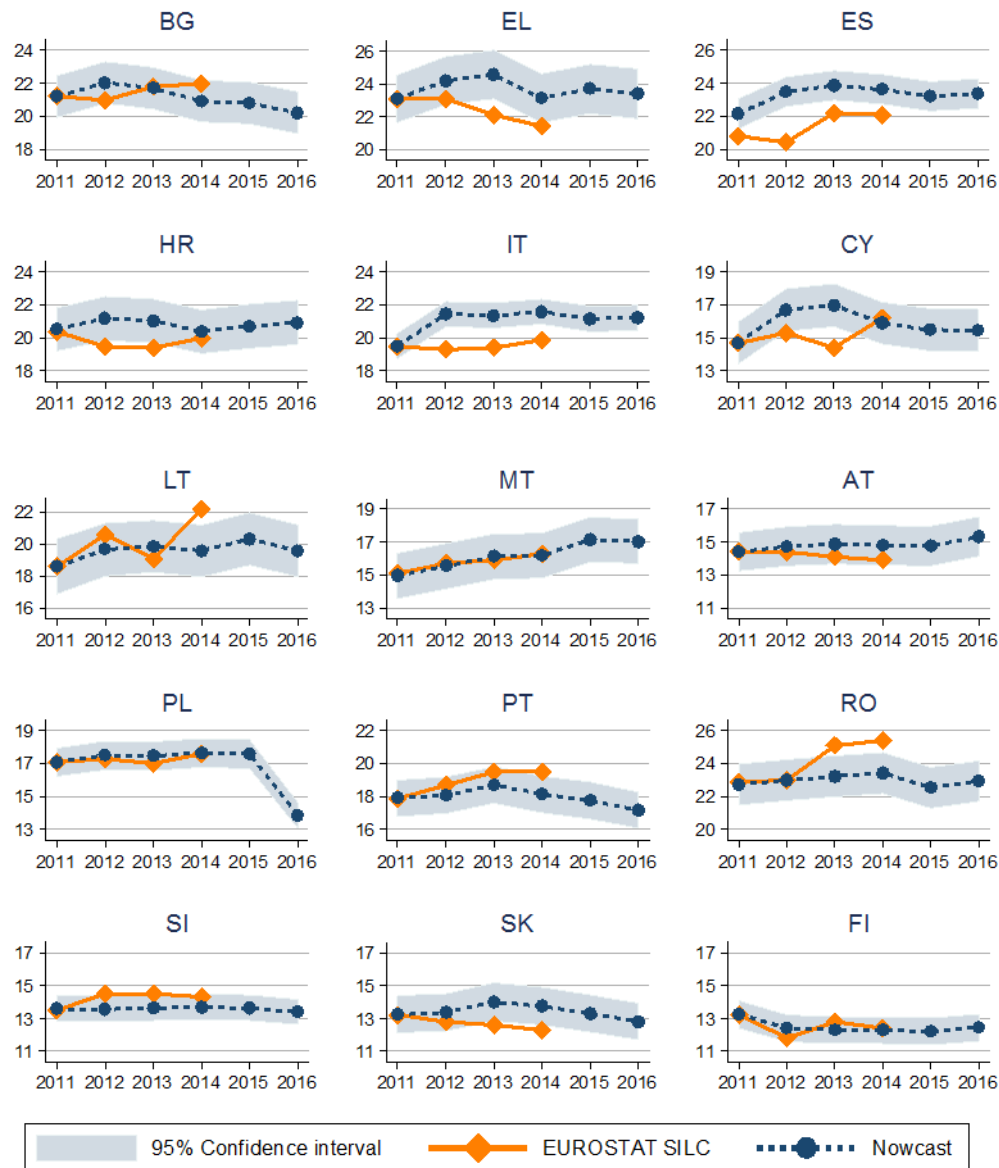 BG EL ES
24 26 26
22 24 24
20 22 22
18 20 20
2011 2012 2013 2014 2015 2016 2011 2012 2013 2014 2015 2016 2011 2012 2013 2014 2015 2016
HR IT CY
24 24 19
22 22 17
20 20 15
18 18 13
2011 2012 2013 2014 2015 2016 2011 2012 2013 2014 2015 2016 2011 2012 2013 2014 2015 2016
LT MT AT
22 19 17
20 17 15
18 15 13
16 13 11
2011 2012 2013 2014 2015 2016 2011 2012 2013 2014 2015 2016 2011 2012 2013 2014 2015 2016
PL PT RO
19 22 26
17 20 24
15 18 22
13 16 20
2011 2012 2013 2014 2015 2016 2011 2012 2013 2014 2015 2016 2011 2012 2013 2014 2015 2016
SI SK FI
17 17 17
15 15 15
13 13 13
11 11 11
2011 2012 2013 2014 2015 2016 2011 2012 2013 2014 2015 2016 2011 2012 2013 2014 2015 2016
95% Confidence interval EUROSTAT SILC Nowcast